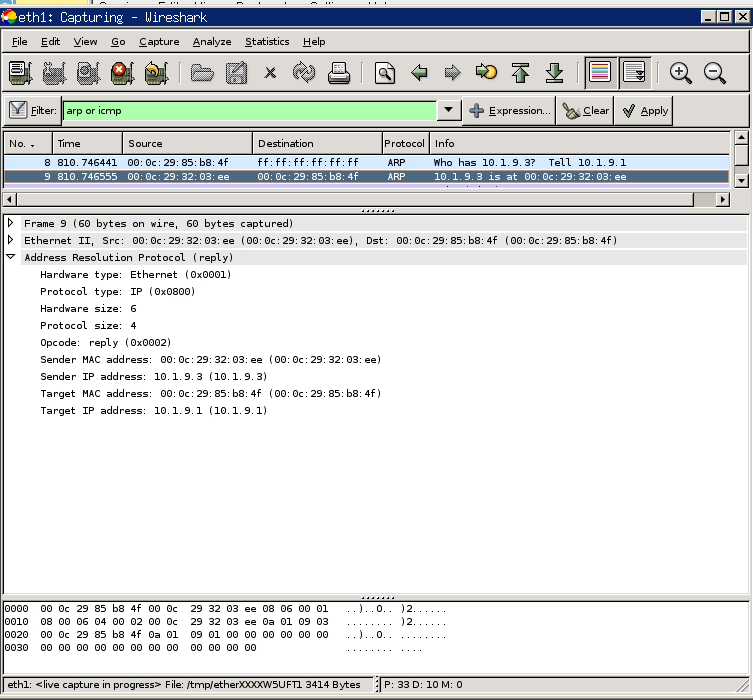 eth1: Capturing - Wireshark
File Edit View Go Capture Analyze Statistics Help
Filter: arp or icmp Expression... Clear Apply
No. . Time Source Destination Protocol Info
8 810.746441 00:0c:29:85:b8:4f ff:ff:ff:ff:ff:ff ARP Who has 10.1.9.3? Tell 10.1.9.1
9 810.746555 00:0c:29:32:03:ee 00:0c:29:85:b8:4f ARP 10.1.9.3 is at 00:0c:29:32:03:ee
Frame 9 (60 bytes on wire, 60 bytes captured)
Ethernet II, Src: 00:0c:29:32:03:ee (00:0c:29:32:03:ee), Dst: 00:0c:29:85:b8:4f (00:0c:29:85:b8:4f)
Address Resolution Protocol (reply)
Hardware type: Ethernet (0x0001)
Protocol type: IP (0x0800)
Hardware size: 6
Protocol size: 4
Opcode: reply (0x0002)
Sender MAC address: 00:0c:29:32:03:ee (00:0c:29:32:03:ee)
Sender IP address: 10.1.9.3 (10.1.9.3)
Target MAC address: 00:0c:29:85:b8:4f (00:0c:29:85:b8:4f)
Target IP address: 10.1.9.1 (10.1.9.1)
0000 00 0c 29 85 b8 4f 00 0c 29 32 03 ee 08 06 00 01 ..)..O.. )2......
0010 08 00 06 04 00 02 00 0c 29 32 03 ee 0a 01 09 03 ........ )2......
0020 00 0c 29 85 b8 4f 0a 01 09 01 00 00 00 00 00 00 ..)..O.. ........
0030 00 00 00 00 00 00 00 00 00 00 00 00 ........ ....
eth1: <live capture in progress> File: /tmp/etherXXXXW5UFT1 3414 Bytes P: 33 D: 10 M: 0